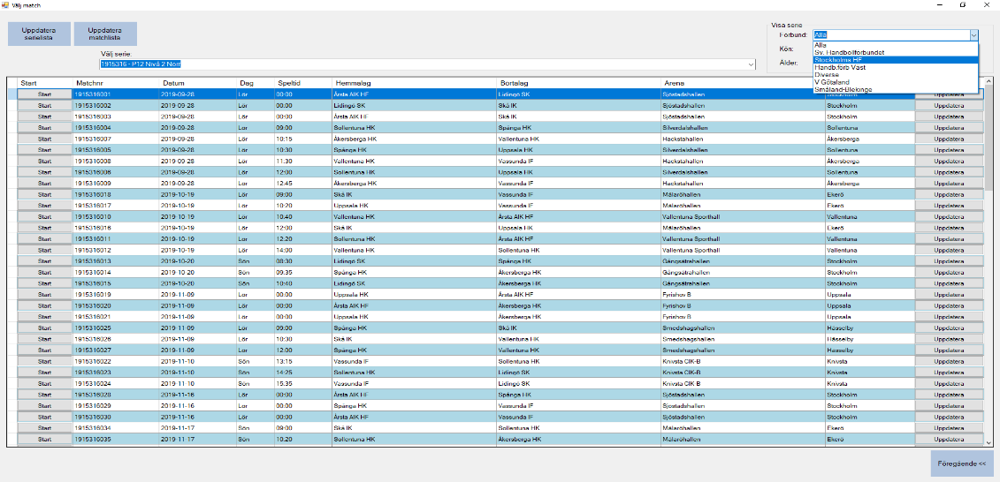 Välj match
Uppdatera serielista
Uppdatera matchlista
Visa serie
Förbund: Alla
Alla
Sv. Handbollförbundet
Stockholms HF
Handb.förb Väst
Diverse
V Götaland
Småland-Blekinge
Kön:
Ålder:
Välj serie:
1915316 - P12 Nivå 2 Norr
Start Matchnr Datum Dag Speltid Hemmalag Bortalag Arena
Start 1915316001 2019-09-28 Lör 00:00 Årsta AIK HF Lidingö SK Sjöstadshallen Stockholm Uppdatera
Start 1915316002 2019-09-28 Lör 00:00 Lidingö SK Skå IK Sjöstadshallen Stockholm Uppdatera
Start 1915316003 2019-09-28 Lör 00:00 Årsta AIK HF Skå IK Sjöstadshallen Stockholm Uppdatera
Start 1915316004 2019-09-28 Lör 09:00 Sollentuna HK Spånga HK Silverdalshallen Sollentuna Uppdatera
Start 1915316007 2019-09-28 Lör 10:15 Åkersberga HK Vallentuna HK Hackstahallen Åkersberga Uppdatera
Start 1915316005 2019-09-28 Lör 10:30 Spånga HK Uppsala HK Silverdalshallen Sollentuna Uppdatera
Start 1915316008 2019-09-28 Lör 11:30 Vallentuna HK Vassunda IF Hackstahallen Åkersberga Uppdatera
Start 1915316006 2019-09-28 Lör 12:00 Sollentuna HK Uppsala HK Silverdalshallen Sollentuna Uppdatera
Start 1915316009 2019-09-28 Lör 12:45 Åkersberga HK Vassunda IF Hackstahallen Åkersberga Uppdatera
Start 1915316018 2019-10-19 Lör 09:00 Skå IK Vassunda IF Mälaröhallen Ekerö Uppdatera
Start 1915316017 2019-10-19 Lör 10:20 Uppsala HK Vassunda IF Mälaröhallen Ekerö Uppdatera
Start 1915316010 2019-10-19 Lör 10:40 Vallentuna HK Årsta AIK HF Vallentuna Sporthall Vallentuna Uppdatera
Start 1915316016 2019-10-19 Lör 12:00 Skå IK Uppsala HK Mälaröhallen Ekerö Uppdatera
Start 1915316011 2019-10-19 Lör 12:20 Sollentuna HK Årsta AIK HF Vallentuna Sporthall Vallentuna Uppdatera
Start 1915316012 2019-10-19 Lör 14:00 Vallentuna HK Sollentuna HK Vallentuna Sporthall Vallentuna Uppdatera
Start 1915316013 2019-10-20 Sön 08:30 Lidingö SK Spånga HK Gångsätrahallen Stockholm Uppdatera
Start 1915316014 2019-10-20 Sön 09:35 Spånga HK Åkersberga HK Gångsätrahallen Stockholm Uppdatera
Start 1915316015 2019-10-20 Sön 10:40 Lidingö SK Åkersberga HK Gångsätrahallen Stockholm Uppdatera
Start 1915316019 2019-11-09 Lör 00:00 Uppsala HK Årsta AIK HF Fyrishov B Uppsala Uppdatera
Start 1915316020 2019-11-09 Lör 00:00 Årsta AIK HF Åkersberga HK Fyrishov B Uppsala Uppdatera
Start 1915316021 2019-11-09 Lör 00:00 Uppsala HK Åkersberga HK Fyrishov B Uppsala Uppdatera
Start 1915316025 2019-11-09 Lör 09:00 Spånga HK Skå IK Smedshagshallen Hässelby Uppdatera
Start 1915316026 2019-11-09 Lör 10:30 Skå IK Vallentuna HK Smedshagshallen Hässelby Uppdatera
Start 1915316027 2019-11-09 Lör 12:00 Spånga HK Vallentuna HK Smedshagshallen Hässelby Uppdatera
Start 1915316022 2019-11-10 Sön 13:15 Vassunda IF Sollentuna HK Knivsta CIK-B Knivsta Uppdatera
Start 1915316023 2019-11-10 Sön 14:25 Sollentuna HK Lidingö SK Knivsta CIK-B Knivsta Uppdatera
Start 1915316024 2019-11-10 Sön 15:35 Vassunda IF Lidingö SK Knivsta CIK-B Knivsta Uppdatera
Start 1915316028 2019-11-16 Lör 00:00 Årsta AIK HF Spånga HK Sjöstadshallen Stockholm Uppdatera
Start 1915316029 2019-11-16 Lör 00:00 Spånga HK Vassunda IF Sjöstadshallen Stockholm Uppdatera
Start 1915316030 2019-11-16 Lör 00:00 Årsta AIK HF Vassunda IF Sjöstadshallen Stockholm Uppdatera
Start 1915316034 2019-11-17 Sön 09:00 Skå IK Sollentuna HK Mälaröhallen Ekerö Uppdatera
Start 1915316035 2019-11-17 Sön 10:20 Sollentuna HK Åkersberga HK Mälaröhallen Ekerö Uppdatera
Föregående <<